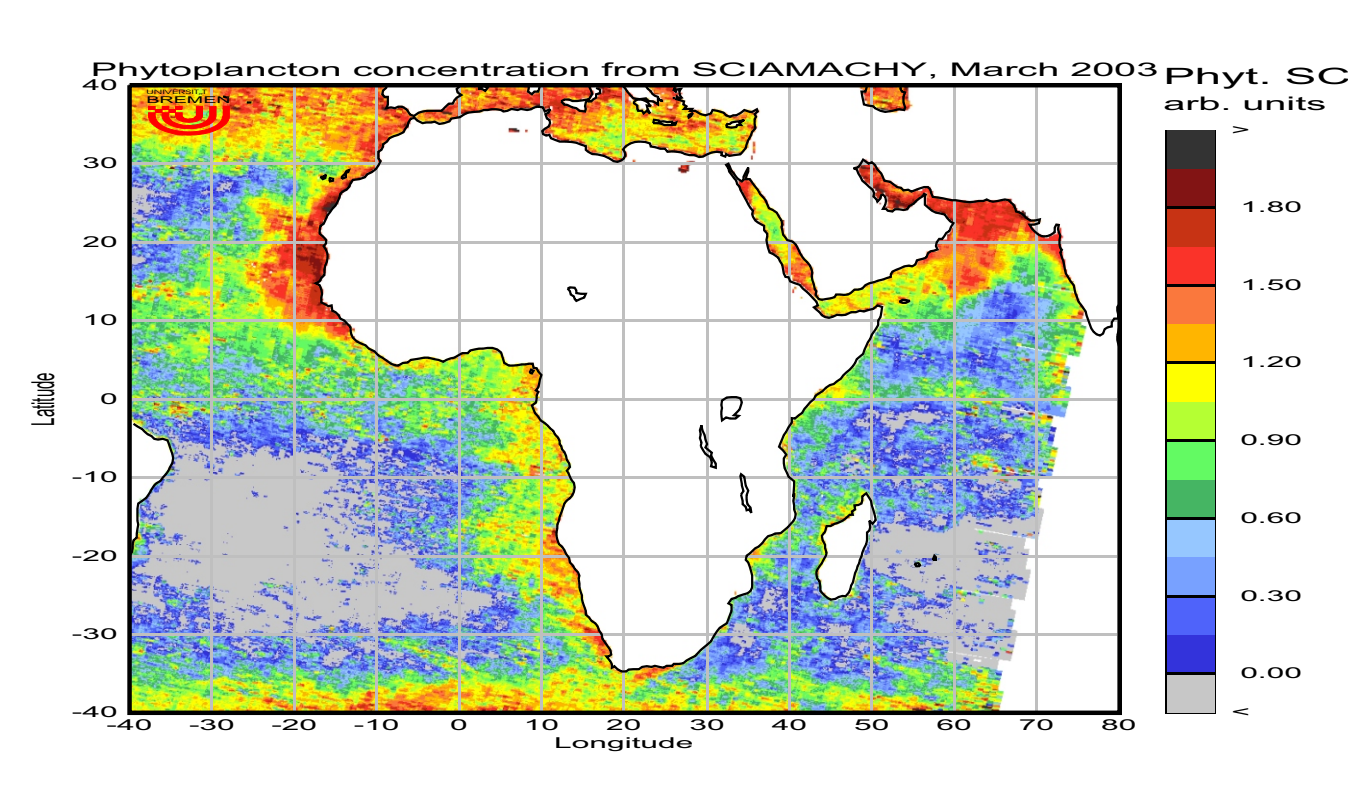 Phytoplancton concentration from SCIAMACHY, March 2003
Phyt. SC
arb. units
UNIVERSITÄT
BREMEN
40
30
20
10
0
-10
-20
-30
-40
Latitude
-40 -30 -20 -10 0 10 20 30 40 50 60 70 80
Longitude
>
1.80
1.50
1.20
0.90
0.60
0.30
0.00
<